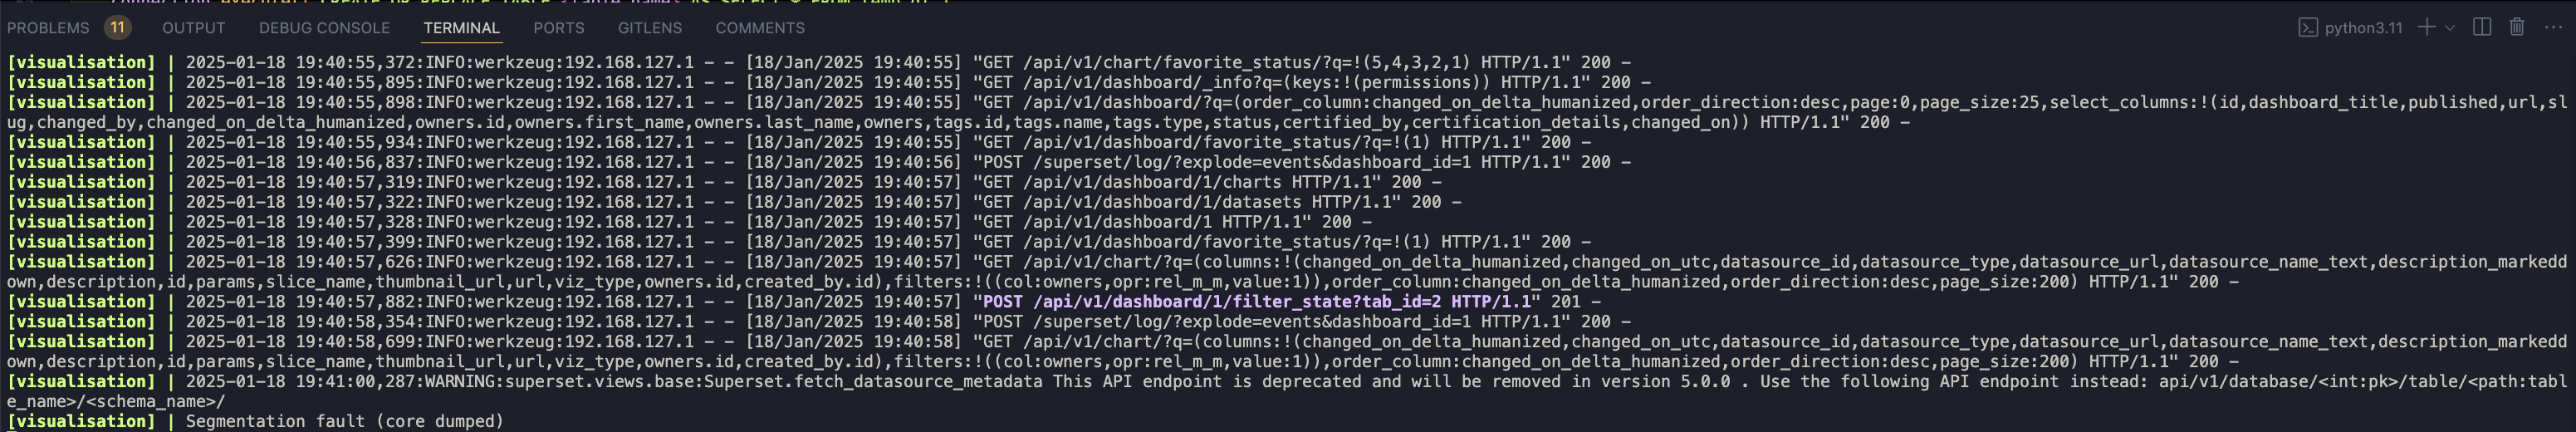 PROBLEMS 11 OUTPUT DEBUG CONSOLE TERMINAL PORTS GITLENS COMMENTS python3.11
[visualisation] | 2025-01-18 19:40:55,372:INFO:werkzeug:192.168.127.1 - - [18/Jan/2025 19:40:55] "GET /api/v1/chart/favorite_status/?q=!(5,4,3,2,1) HTTP/1.1" 200 -
[visualisation] | 2025-01-18 19:40:55,895:INFO:werkzeug:192.168.127.1 - - [18/Jan/2025 19:40:55] "GET /api/v1/dashboard/_info?q=(keys:!(permissions)) HTTP/1.1" 200 -
[visualisation] | 2025-01-18 19:40:55,898:INFO:werkzeug:192.168.127.1 - - [18/Jan/2025 19:40:55] "GET /api/v1/dashboard/?q=(order_column:changed_on_delta_humanized,order_direction:desc,page:0,page_size:25,select_columns:!(id,dashboard_title,published,url,sl
ug,changed_by,changed_on_delta_humanized,owners.id,owners.first_name,owners.last_name,owners,tags.id,tags.name,tags.type,status,certified_by,certification_details,changed_on)) HTTP/1.1" 200 -
[visualisation] | 2025-01-18 19:40:55,934:INFO:werkzeug:192.168.127.1 - - [18/Jan/2025 19:40:55] "GET /api/v1/dashboard/favorite_status/?q=!(1) HTTP/1.1" 200 -
[visualisation] | 2025-01-18 19:40:56,837:INFO:werkzeug:192.168.127.1 - - [18/Jan/2025 19:40:56] "POST /superset/log/?explode=events&dashboard_id=1 HTTP/1.1" 200 -
[visualisation] | 2025-01-18 19:40:57,319:INFO:werkzeug:192.168.127.1 - - [18/Jan/2025 19:40:57] "GET /api/v1/dashboard/1/charts HTTP/1.1" 200 -
[visualisation] | 2025-01-18 19:40:57,322:INFO:werkzeug:192.168.127.1 - - [18/Jan/2025 19:40:57] "GET /api/v1/dashboard/1/datasets HTTP/1.1" 200 -
[visualisation] | 2025-01-18 19:40:57,328:INFO:werkzeug:192.168.127.1 - - [18/Jan/2025 19:40:57] "GET /api/v1/dashboard/1 HTTP/1.1" 200 -
[visualisation] | 2025-01-18 19:40:57,399:INFO:werkzeug:192.168.127.1 - - [18/Jan/2025 19:40:57] "GET /api/v1/dashboard/favorite_status/?q=!(1) HTTP/1.1" 200 -
[visualisation] | 2025-01-18 19:40:57,626:INFO:werkzeug:192.168.127.1 - - [18/Jan/2025 19:40:57] "GET /api/v1/chart/?q=(columns:!(changed_on_delta_humanized,changed_on_utc,datasource_id,datasource_type,datasource_url,datasource_name_text,description_markedd
own,description,id,params,slice_name,thumbnail_url,url,viz_type,owners.id,created_by.id),filters:!((col:owners,opr:rel_m_m,value:1)),order_column:changed_on_delta_humanized,order_direction:desc,page_size:200) HTTP/1.1" 200 -
[visualisation] | 2025-01-18 19:40:57,882:INFO:werkzeug:192.168.127.1 - - [18/Jan/2025 19:40:57] "POST /api/v1/dashboard/1/filter_state?tab_id=2 HTTP/1.1" 201 -
[visualisation] | 2025-01-18 19:40:58,354:INFO:werkzeug:192.168.127.1 - - [18/Jan/2025 19:40:58] "POST /superset/log/?explode=events&dashboard_id=1 HTTP/1.1" 200 -
[visualisation] | 2025-01-18 19:40:58,699:INFO:werkzeug:192.168.127.1 - - [18/Jan/2025 19:40:58] "GET /api/v1/chart/?q=(columns:!(changed_on_delta_humanized,changed_on_utc,datasource_id,datasource_type,datasource_url,datasource_name_text,description_markedd
own,description,id,params,slice_name,thumbnail_url,url,viz_type,owners.id,created_by.id),filters:!((col:owners,opr:rel_m_m,value:1)),order_column:changed_on_delta_humanized,order_direction:desc,page_size:200) HTTP/1.1" 200 -
[visualisation] | 2025-01-18 19:41:00,287:WARNING:superset.views.base:Superset.fetch_datasource_metadata This API endpoint is deprecated and will be removed in version 5.0.0 . Use the following API endpoint instead: api/v1/database/<int:pk>/table/<path:tabl
e_name>/<schema_name>/
[visualisation] | Segmentation fault (core dumped)